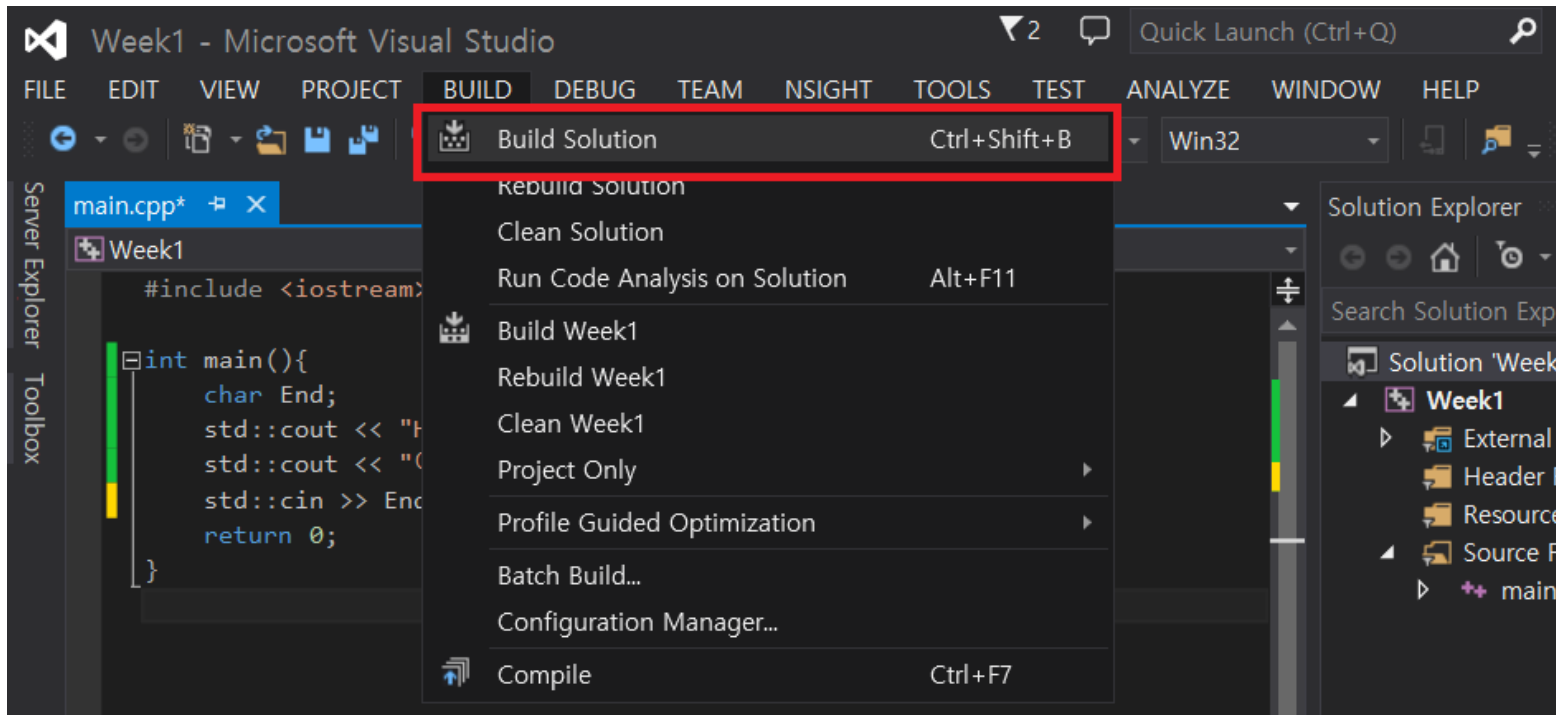 Week1 - Microsoft Visual Studio
2
Quick Launch (Ctrl+Q)
FILE EDIT VIEW PROJECT BUILD DEBUG TEAM NSIGHT TOOLS TEST ANALYZE WINDOW HELP
Build Solution Ctrl+Shift+B
Win32
Rebuild Solution
Clean Solution
Run Code Analysis on Solution Alt+F11
Build Week1
Rebuild Week1
Clean Week1
Project Only
Profile Guided Optimization
Batch Build...
Configuration Manager...
Compile Ctrl+F7
Server Explorer
Toolbox
main.cpp*
Week1
#include <iostream>
int main(){
char End;
std::cout << "
std::cout << "
std::cin >> End
return 0;
}
Solution Explorer
Search Solution Exp
Solution 'Week
Week1
External
Header
Resource
Source F
main